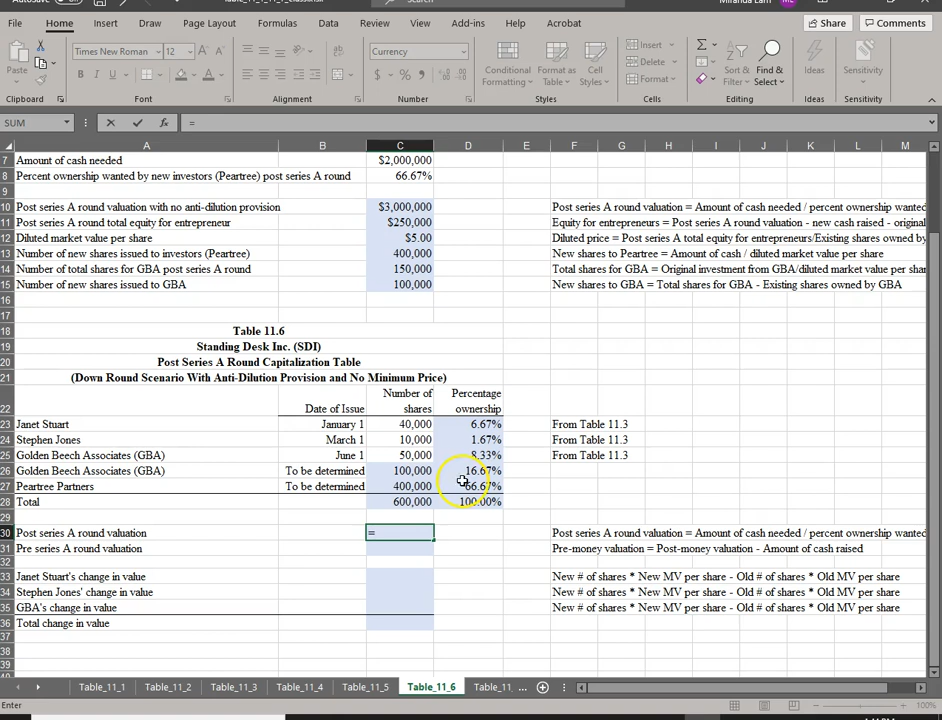 AutoSave
Search
Miranda Lam
ML
File Home Insert Draw Page Layout Formulas Data Review View Add-ins Help Acrobat Share Comments
Paste Times New Roman 12 Currency Conditional Formatting Format as Table Cell Styles Insert Delete Format Sort & Filter Find & Select Ideas Sensitivity
Clipboard Font Alignment Number Styles Cells Editing Ideas Sensitivity
SUM fx =
A B C D E F G H I J K L M
7 Amount of cash needed $2,000,000
8 Percent ownership wanted by new investors (Peartree) post series A round 66.67%
9
10 Post series A round valuation with no anti-dilution provision $3,000,000 Post series A round valuation = Amount of cash needed / percent ownership wanted
11 Post series A round total equity for entrepreneur $250,000 Equity for entrepreneurs = Post series A round valuation - new cash raised - original
12 Diluted market value per share $5.00 Diluted price = Post series A total equity for entrepreneurs/Existing shares owned by
13 Number of new shares issued to investors (Peartree) 400,000 New shares to Peartree = Amount of cash / diluted market value per share
14 Number of total shares for GBA post series A round 150,000 Total shares for GBA = Original investment from GBA/diluted market value per shar
15 Number of new shares issued to GBA 100,000 New shares to GBA = Total shares for GBA - Existing shares owned by GBA
16
17
18 Table 11.6
19 Standing Desk Inc. (SDI)
20 Post Series A Round Capitalization Table
21 (Down Round Scenario With Anti-Dilution Provision and No Minimum Price)
Number of Percentage
22 Date of Issue shares ownership
23 Janet Stuart January 1 40,000 6.67% From Table 11.3
24 Stephen Jones March 1 10,000 1.67% From Table 11.3
25 Golden Beech Associates (GBA) June 1 50,000 8.33% From Table 11.3
26 Golden Beech Associates (GBA) To be determined 100,000 16.67%
27 Peartree Partners To be determined 400,000 66.67%
28 Total 600,000 100.00%
29
30 Post series A round valuation = Post series A round valuation = Amount of cash needed / percent ownership wanted
31 Pre series A round valuation Pre-money valuation = Post-money valuation - Amount of cash raised
32
33 Janet Stuart's change in value New # of shares * New MV per share - Old # of shares * Old MV per share
34 Stephen Jones' change in value New # of shares * New MV per share - Old # of shares * Old MV per share
35 GBA's change in value New # of shares * New MV per share - Old # of shares * Old MV per share
36 Total change in value
37
38
39
Table_11_1 Table_11_2 Table_11_3 Table_11_4 Table_11_5 Table_11_6 Table_11_ ...
Enter 100%